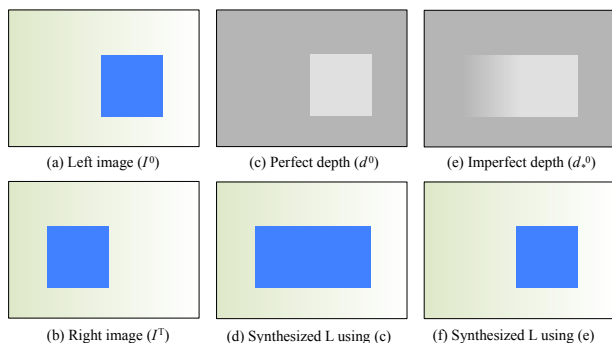 (a) Left image (I⁰)
(c) Perfect depth (d⁰)
(e) Imperfect depth (d*⁰)
(b) Right image (Iᵀ)
(d) Synthesized L using (c)
(f) Synthesized L using (e)